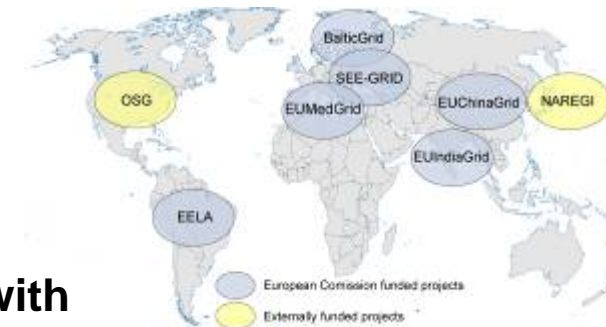 BalticGrid
SEE-GRID
OSG
EUMedGrid
EUChinaGrid
NAREGI
EUIndiaGrid
EELA
with
European Comission funded projects
Externally funded projects